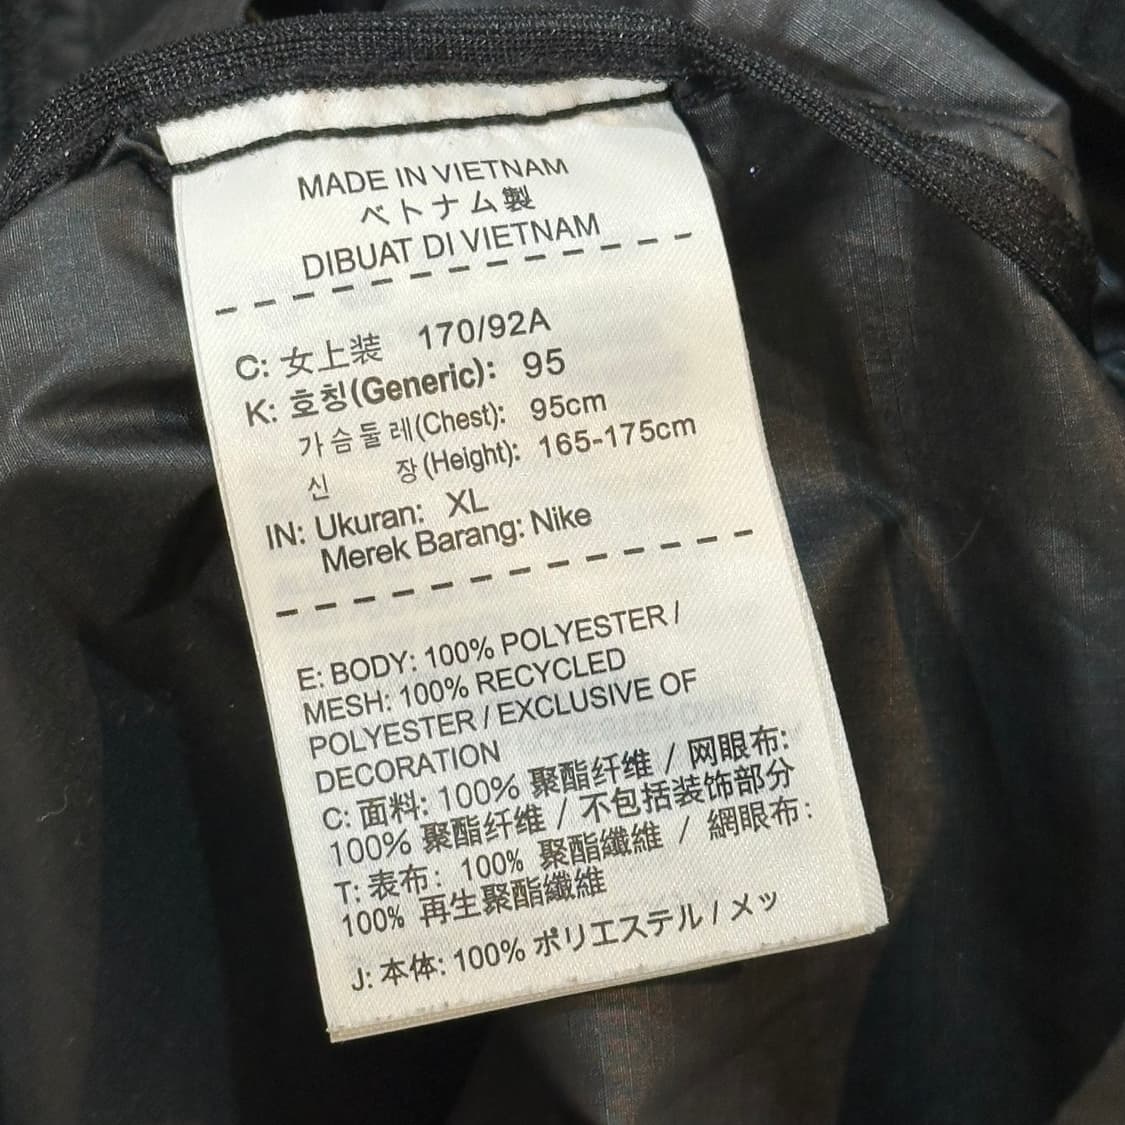 MADE IN VIETNAM
ベトナム製
DIBUAT DI VIETNAM
C: 女上装 170/92A
K: 호칭(Generic): 95
가슴둘레(Chest): 95cm
신 장(Height): 165-175cm
IN: Ukuran: XL
Merek Barang: Nike
E: BODY: 100% POLYESTER /
MESH: 100% RECYCLED
POLYESTER / EXCLUSIVE OF
DECORATION
C: 面料: 100% 聚酯纤维 / 网眼布:
100% 聚酯纤维 / 不包括装饰部分
T: 表布: 100% 聚酯纖維 / 網眼布:
100% 再生聚酯纖維
J: 本体: 100% ポリエステル / メッ